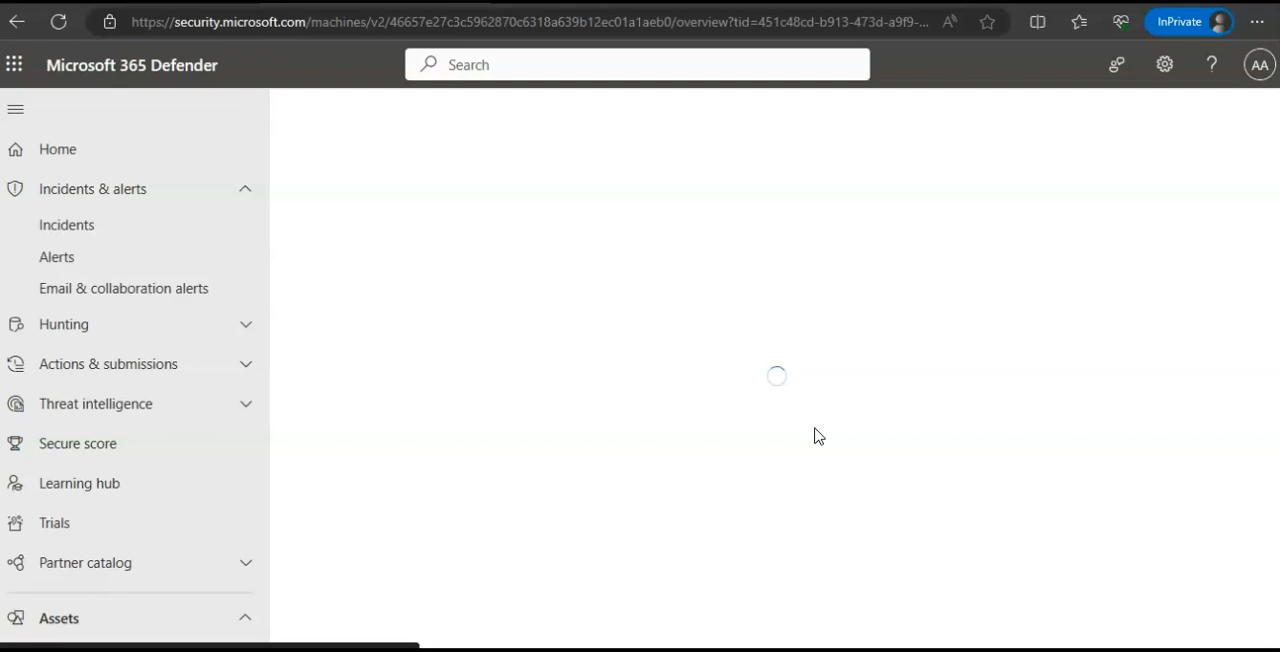 https://security.microsoft.com/machines/v2/46657e27c3c5962870c6318a639b12ec01a1aeb0/overview?tid=451c48cd-b913-473d-a9f9-...
InPrivate
Microsoft 365 Defender
Search
AA
Home
Incidents & alerts
Incidents
Alerts
Email & collaboration alerts
Hunting
Actions & submissions
Threat intelligence
Secure score
Learning hub
Trials
Partner catalog
Assets